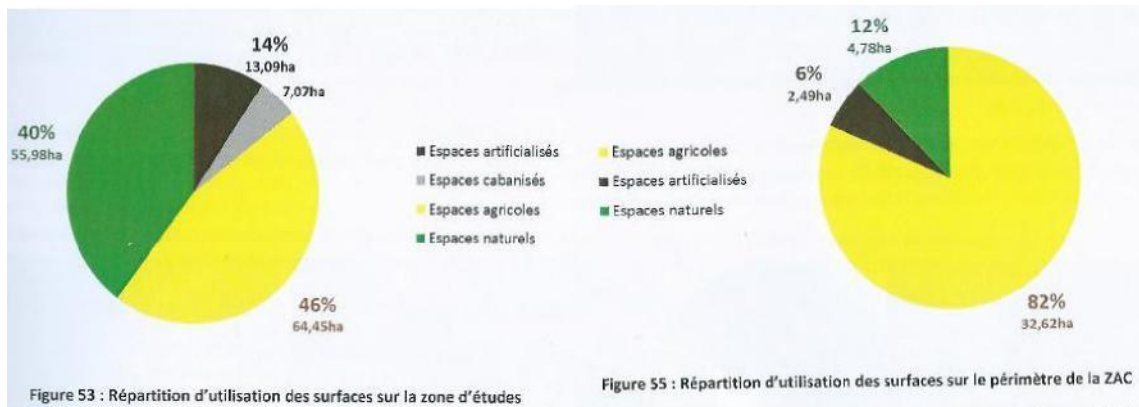 14%
13,09ha
7,07ha
40%
55,98ha
46%
64,45ha
Espaces artificialisés
Espaces cabanisés
Espaces agricoles
Espaces naturels
Figure 53 : Répartition d'utilisation des surfaces sur la zone d'études
12%
4,78ha
6%
2,49ha
Espaces agricoles
Espaces artificialisés
Espaces naturels
82%
32,62ha
Figure 55 : Répartition d'utilisation des surfaces sur le périmètre de la ZAC